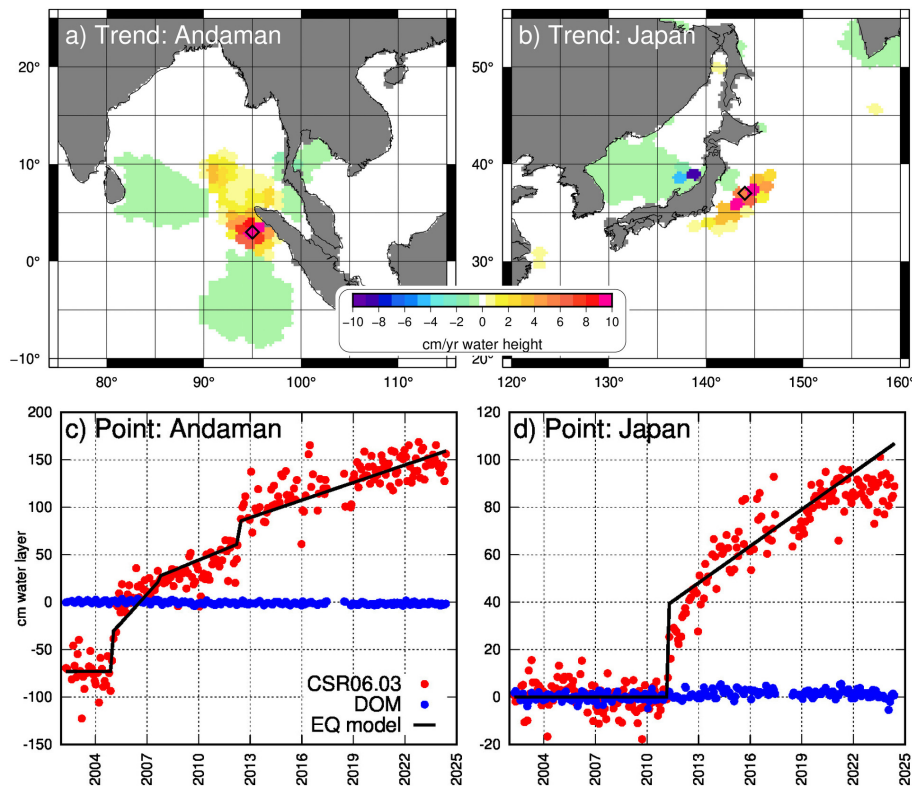 a) Trend: Andaman
b) Trend: Japan
20°
10°
0°
−10°
80° 90° 100° 110°
50°
40°
30°
20°
120° 130° 140° 150° 160°
−10 −8 −6 −4 −2 0 2 4 6 8 10
cm/yr water height
c) Point: Andaman
200
150
100
50
0
-50
-100
-150
cm water layer
CSR06.03
DOM
EQ model
2004 2007 2010 2013 2016 2019 2022 2025
d) Point: Japan
120
100
80
60
40
20
0
-20
2004 2007 2010 2013 2016 2019 2022 2025